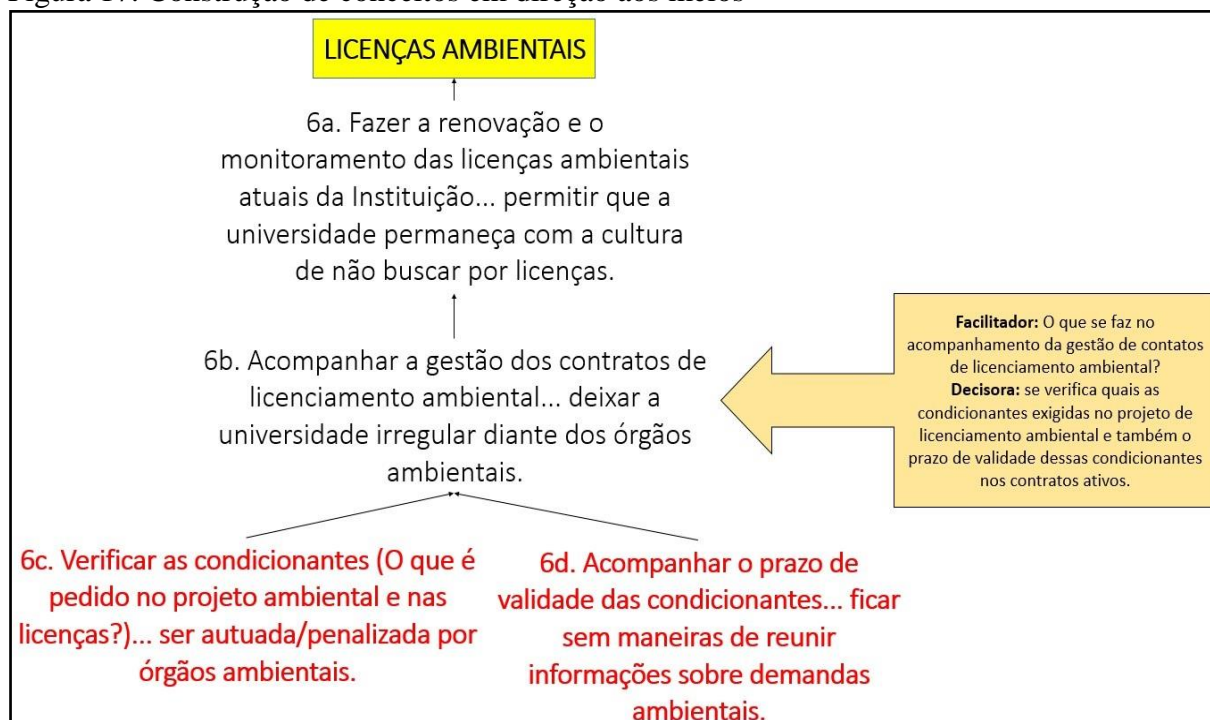 Figura 17: Construção de conceitos em direção aos meios
LICENÇAS AMBIENTAIS
6a. Fazer a renovação e o
monitoramento das licenças ambientais
atuais da Instituição... permitir que a
universidade permaneça com a cultura
de não buscar por licenças.
6b. Acompanhar a gestão dos contratos de
licenciamento ambiental... deixar a
universidade irregular diante dos órgãos
ambientais.
Facilitador: O que se faz no
acompanhamento da gestão de contatos
de licenciamento ambiental?
Decisora: se verifica quais as
condicionantes exigidas no projeto de
licenciamento ambiental e também o
prazo de validade dessas condicionantes
nos contratos ativos.
6c. Verificar as condicionantes (O que é
pedido no projeto ambiental e nas
licenças?)... ser autuada/penalizada por
órgãos ambientais.
6d. Acompanhar o prazo de
validade das condicionantes... ficar
sem maneiras de reunir
informações sobre demandas
ambientais.